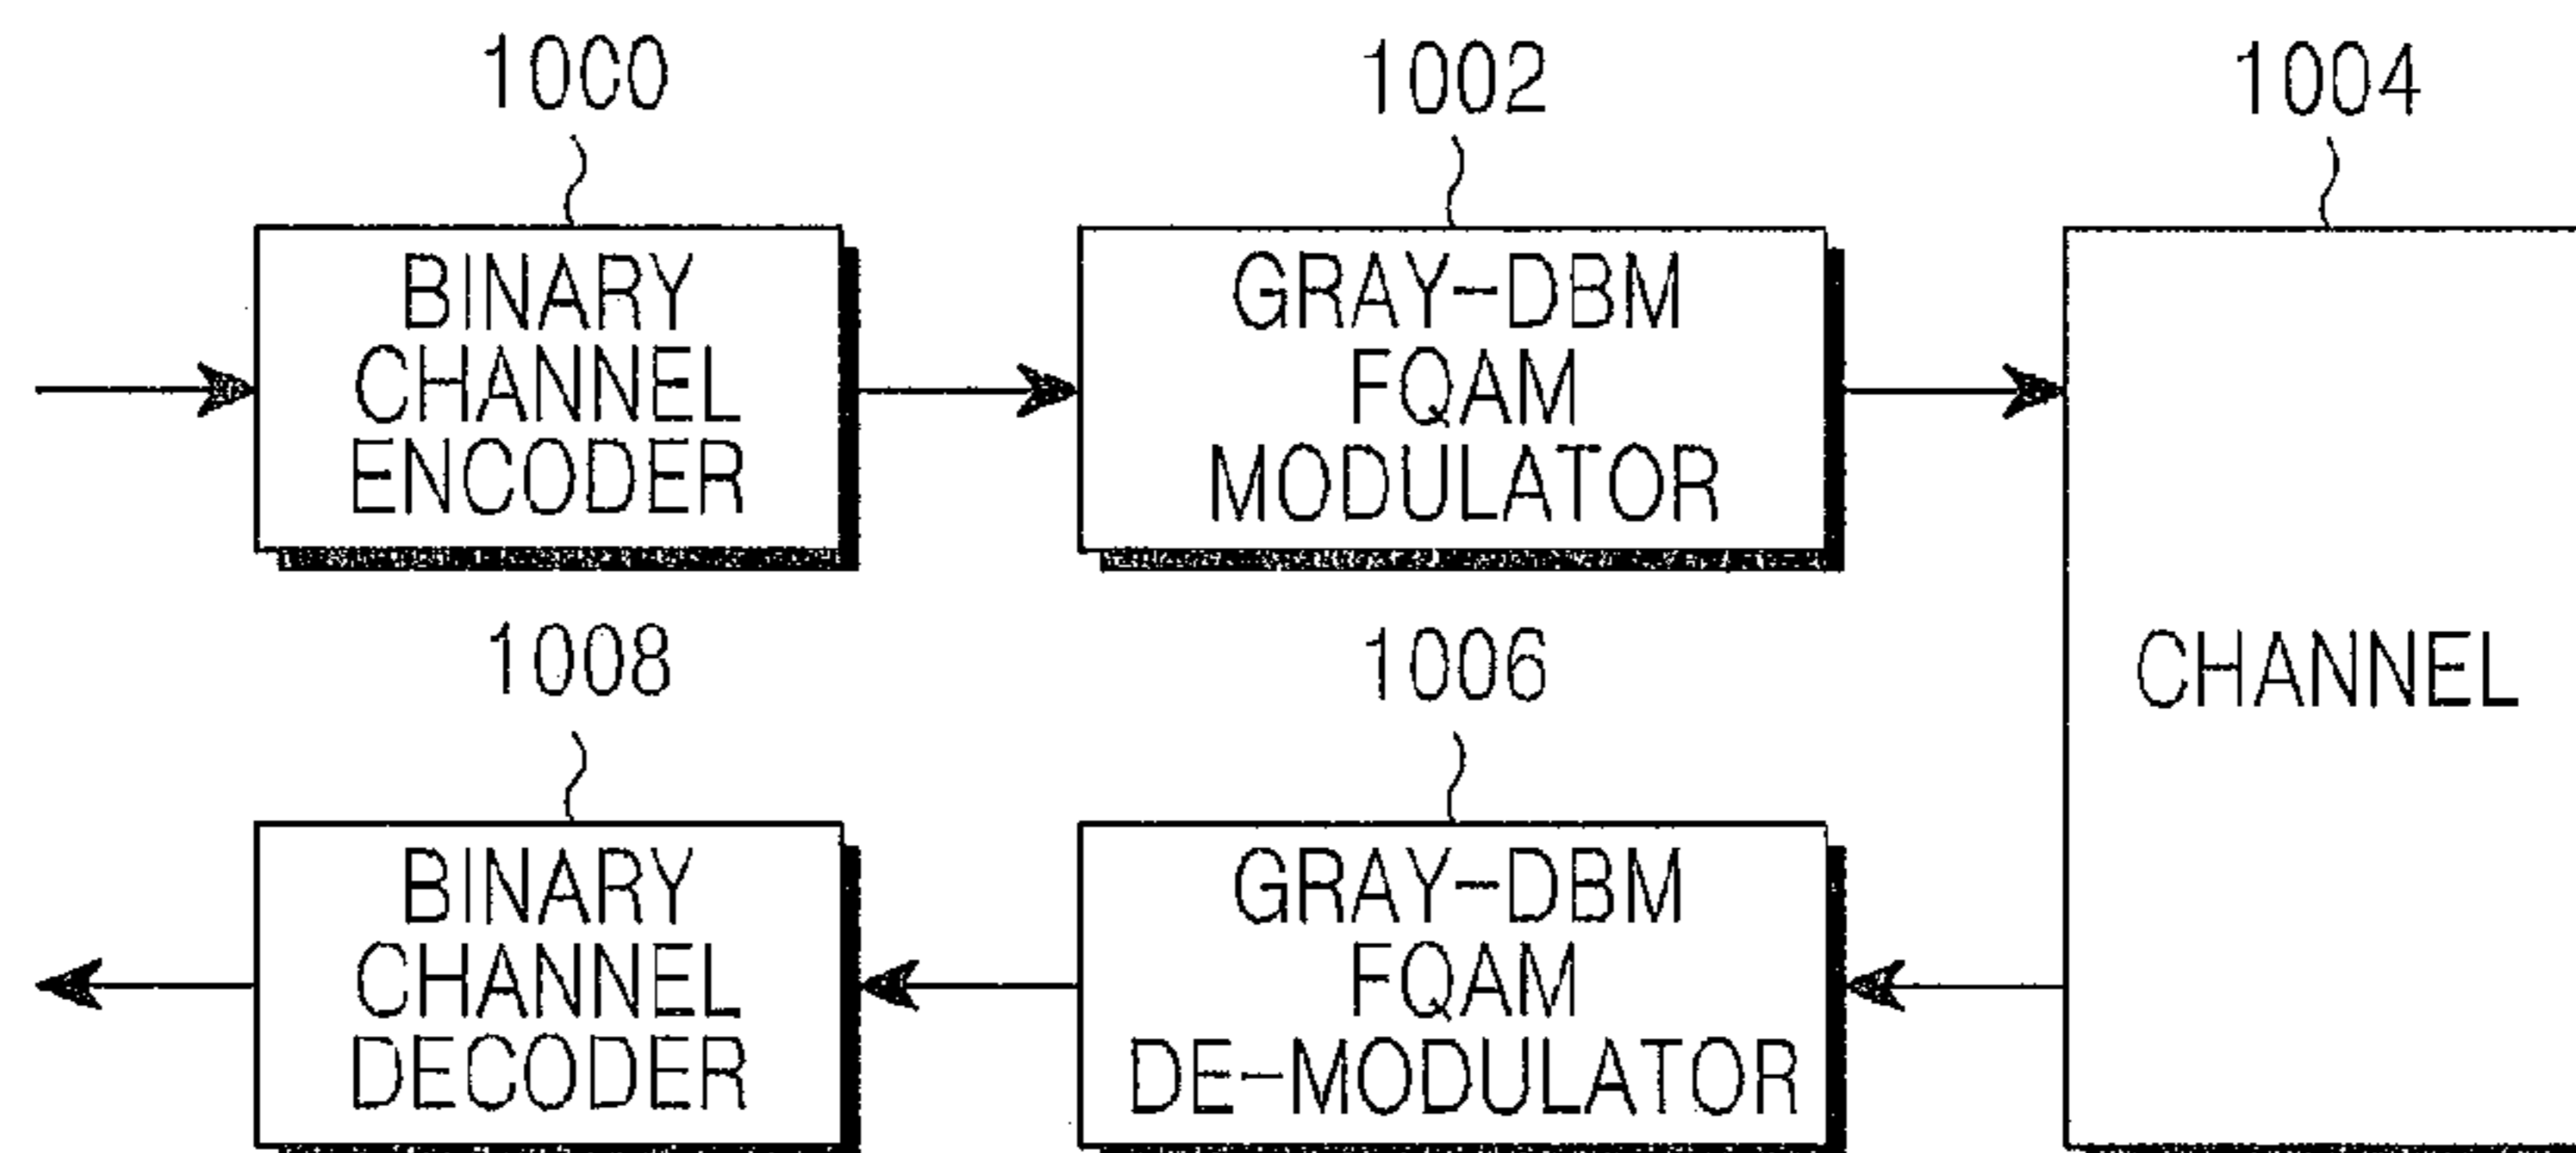 1000
1002
1004
BINARY
CHANNEL
ENCODER
GRAY-DBM
FQAM
MODULATOR
CHANNEL
1008
1006
BINARY
CHANNEL
DECODER
GRAY-DBM
FQAM
DE-MODULATOR